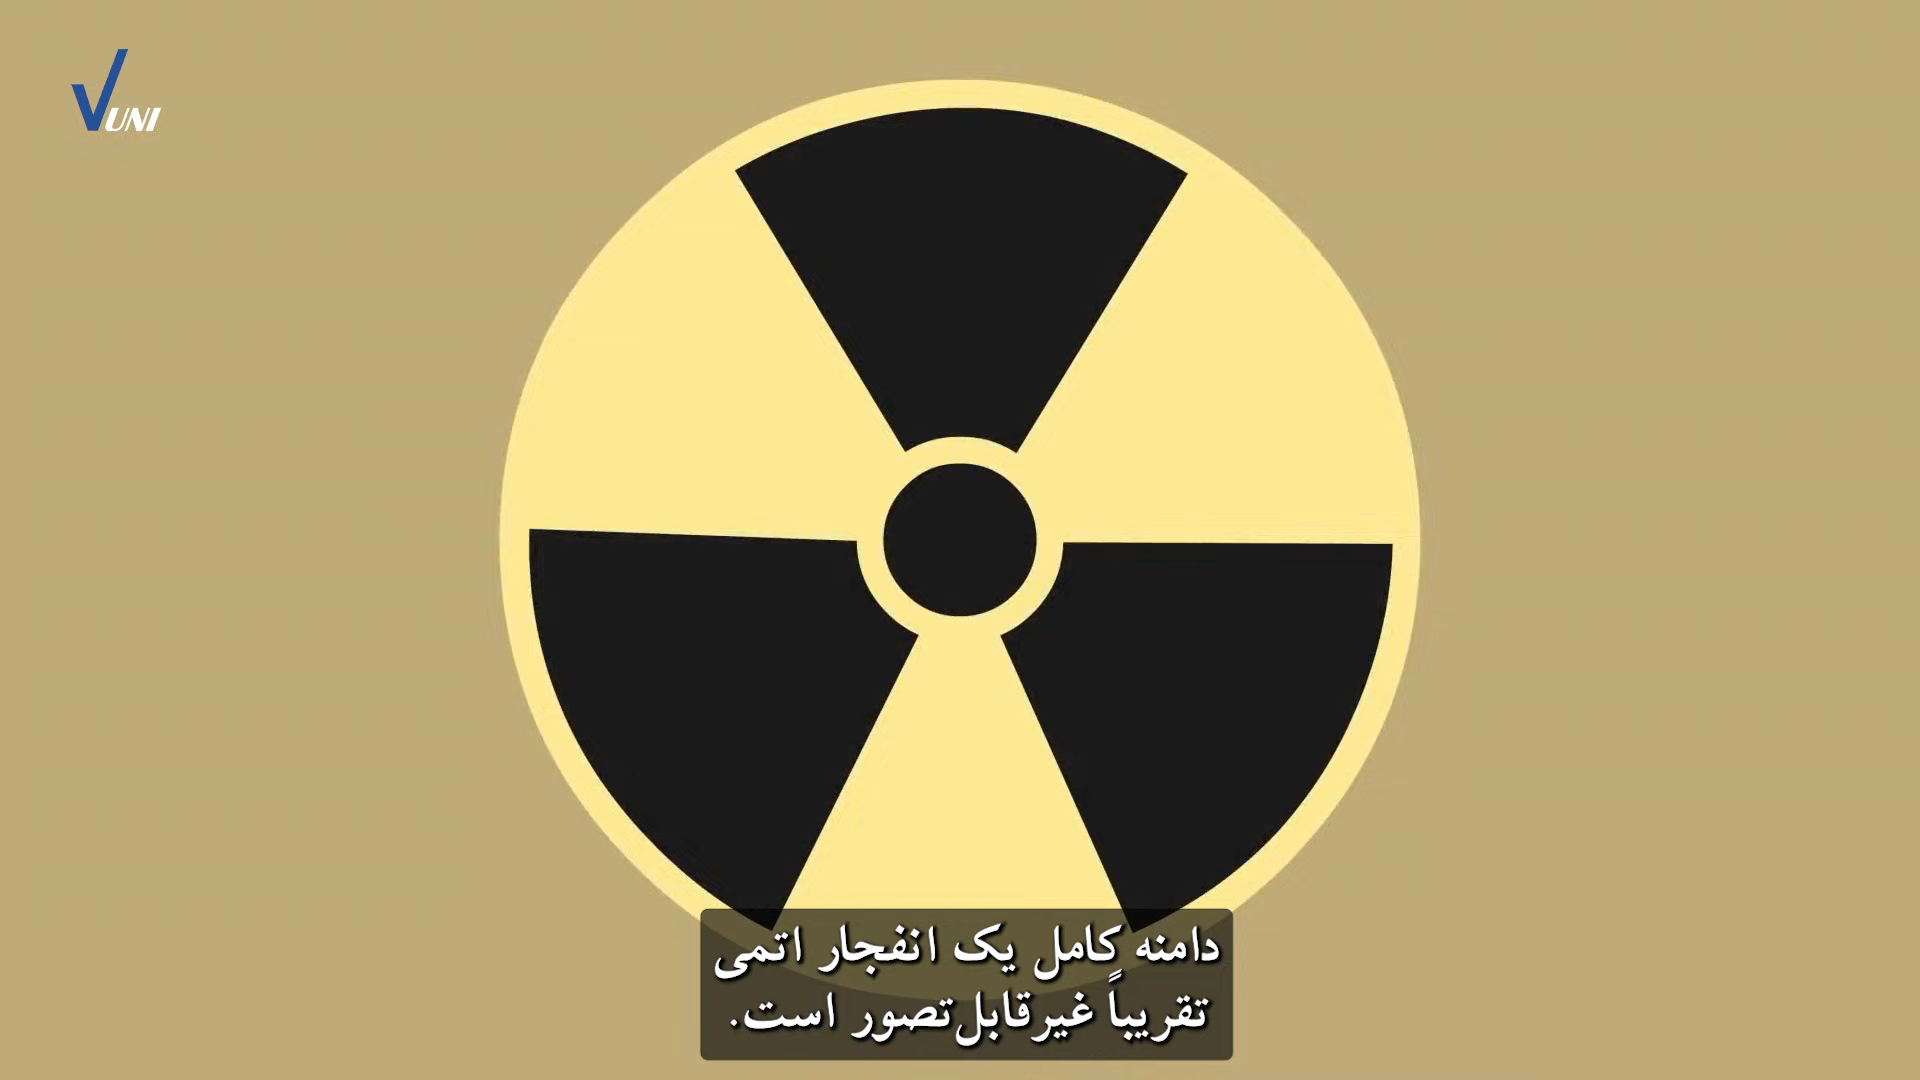 VUNI
دامنه کامل یک انفجار اتمی
تقریباً غیرقابل‌تصور است.